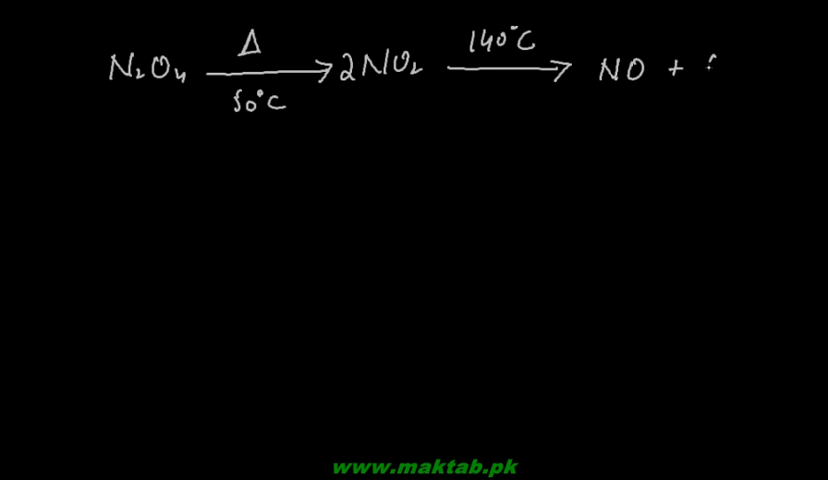 N₂O₄ —Δ / 50°C→ 2NO₂ —140°C→ NO +
www.maktab.pk